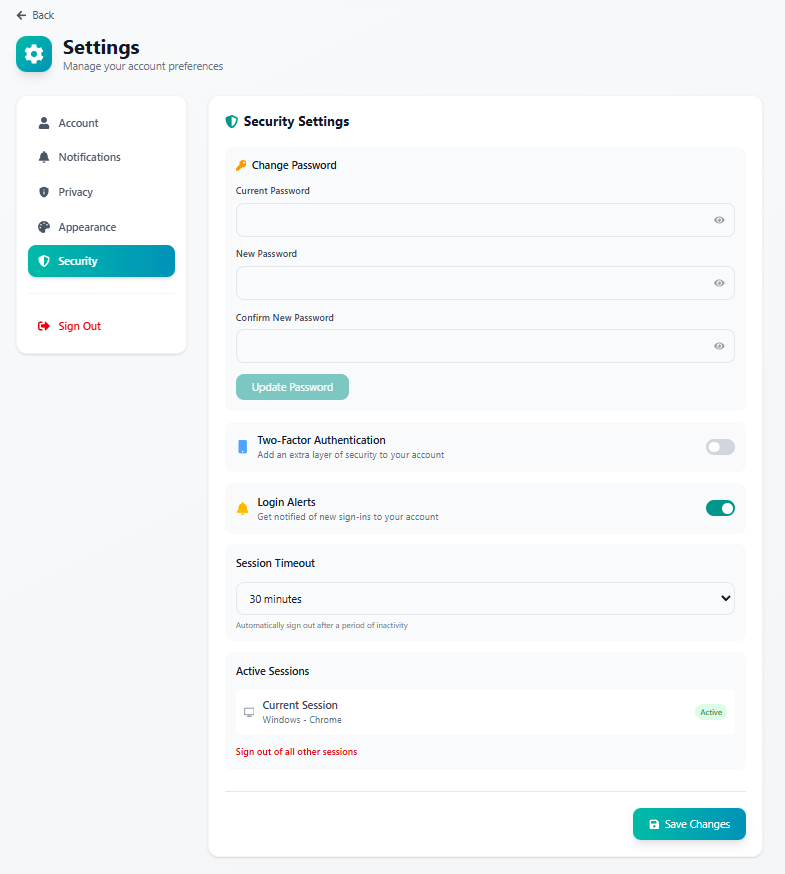 Back
Settings
Manage your account preferences
Account
Notifications
Privacy
Appearance
Security
Sign Out
Security Settings
Change Password
Current Password
New Password
Confirm New Password
Update Password
Two-Factor Authentication
Add an extra layer of security to your account
Login Alerts
Get notified of new sign-ins to your account
Session Timeout
30 minutes
Automatically sign out after a period of inactivity
Active Sessions
Current Session
Windows - Chrome
Active
Sign out of all other sessions
Save Changes